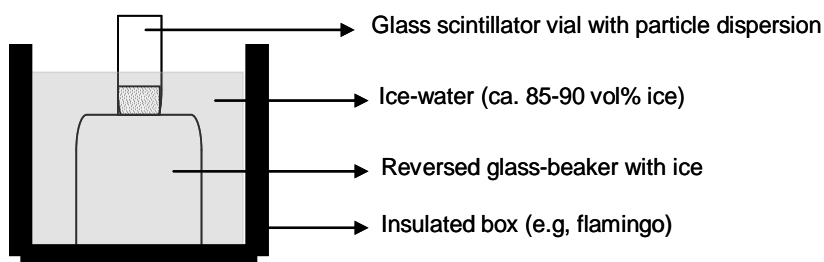 Glass scintillator vial with particle dispersion
Ice-water (ca. 85-90 vol% ice)
Reversed glass-beaker with ice
Insulated box (e.g, flamingo)